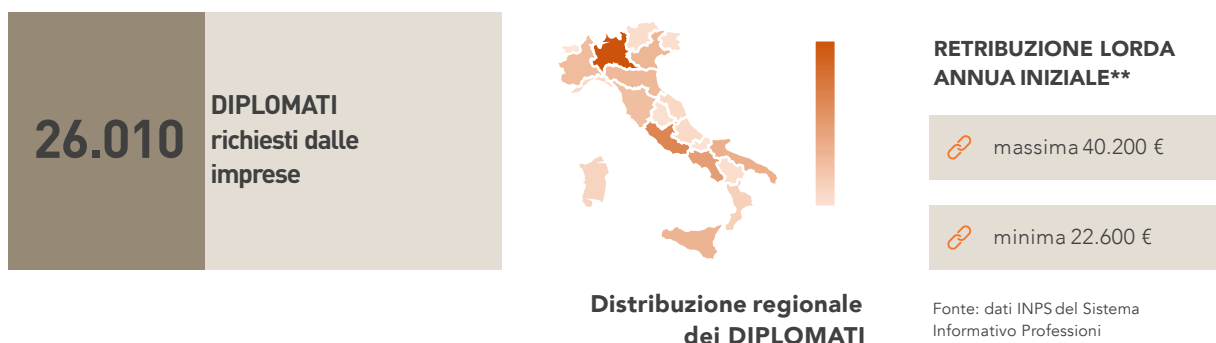 26.010
DIPLOMATI
richiesti dalle
imprese
Distribuzione regionale
dei DIPLOMATI
RETRIBUZIONE LORDA
ANNUA INIZIALE**
massima 40.200 €
minima 22.600 €
Fonte: dati INPS del Sistema
Informativo Professioni